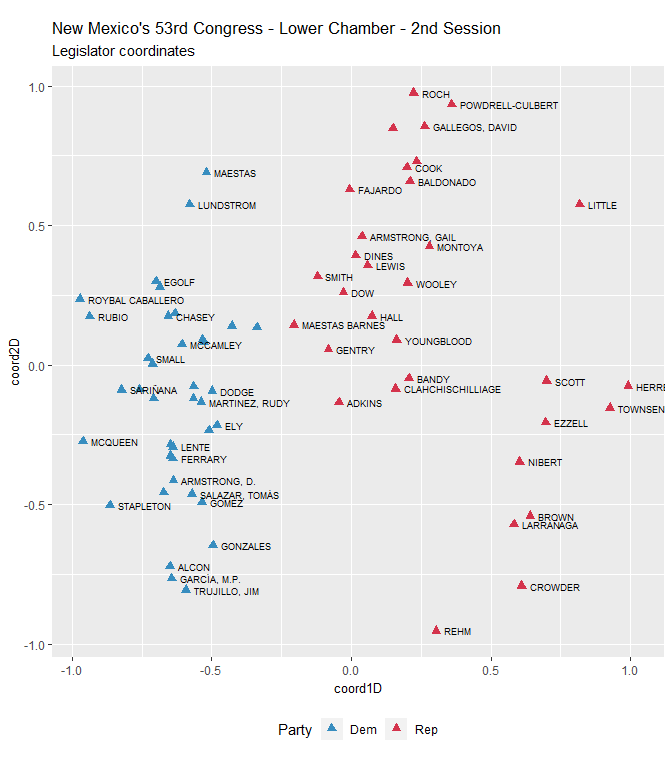 New Mexico's 53rd Congress - Lower Chamber - 2nd Session
Legislator coordinates
1.0
ROCH
POWDRELL-CULBERT
GALLEGOS, DAVID
COOK
MAESTAS
BALDONADO
FAJARDO
LUNDSTROM
LITTLE
0.5
ARMSTRONG, GAIL
MONTOYA
DINES
LEWIS
SMITH
EGOLF
WOOLEY
DOW
ROYBAL CABALLERO
RUBIO
CHASEY
HALL
MAESTAS BARNES
MCCAMLEY
YOUNGBLOOD
GENTRY
coord2D
0.0
SMALL
BANDY
SCOTT
HERRE
SARIÑANA
DODGE
CLAHCHISCHILLIAGE
MARTINEZ, RUDY
ADKINS
TOWNSEN
EZZELL
ELY
MCQUEEN
LENTE
FERRARY
NIBERT
ARMSTRONG, D.
SALAZAR, TOMÁS
GOMEZ
STAPLETON
-0.5
BROWN
LARRAÑAGA
GONZALES
ALCON
GARCÍA, M.P.
TRUJILLO, JIM
CROWDER
REHM
-1.0
-1.0 -0.5 0.0 0.5 1.0
coord1D
Party Dem Rep